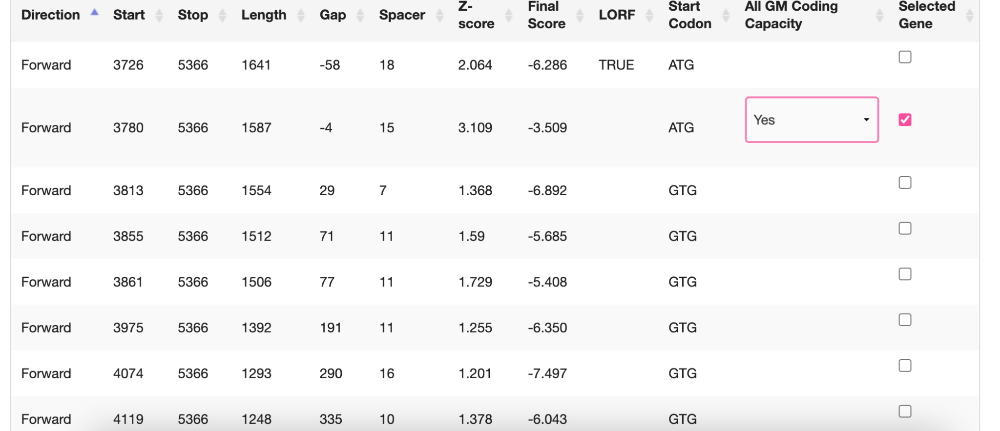 Direction Start Stop Length Gap Spacer Z-score Final Score LORF Start Codon All GM Coding Capacity Selected Gene
Forward 3726 5366 1641 -58 18 2.064 -6.286 TRUE ATG
Forward 3780 5366 1587 -4 15 3.109 -3.509 ATG Yes
Forward 3813 5366 1554 29 7 1.368 -6.892 GTG
Forward 3855 5366 1512 71 11 1.59 -5.685 GTG
Forward 3861 5366 1506 77 11 1.729 -5.408 GTG
Forward 3975 5366 1392 191 11 1.255 -6.350 GTG
Forward 4074 5366 1293 290 16 1.201 -7.497 GTG
Forward 4119 5366 1248 335 10 1.378 -6.043 GTG